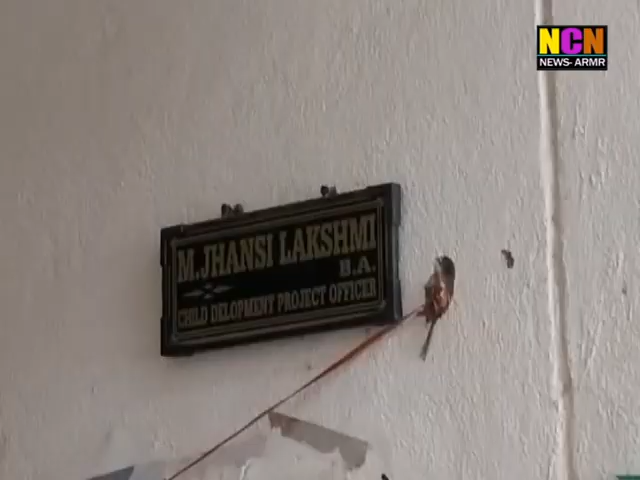 NCN
NEWS- ARMR
M.JHANSI LAKSHMI
B.A.
CHILD DELOPMENT PROJECT OFFICER